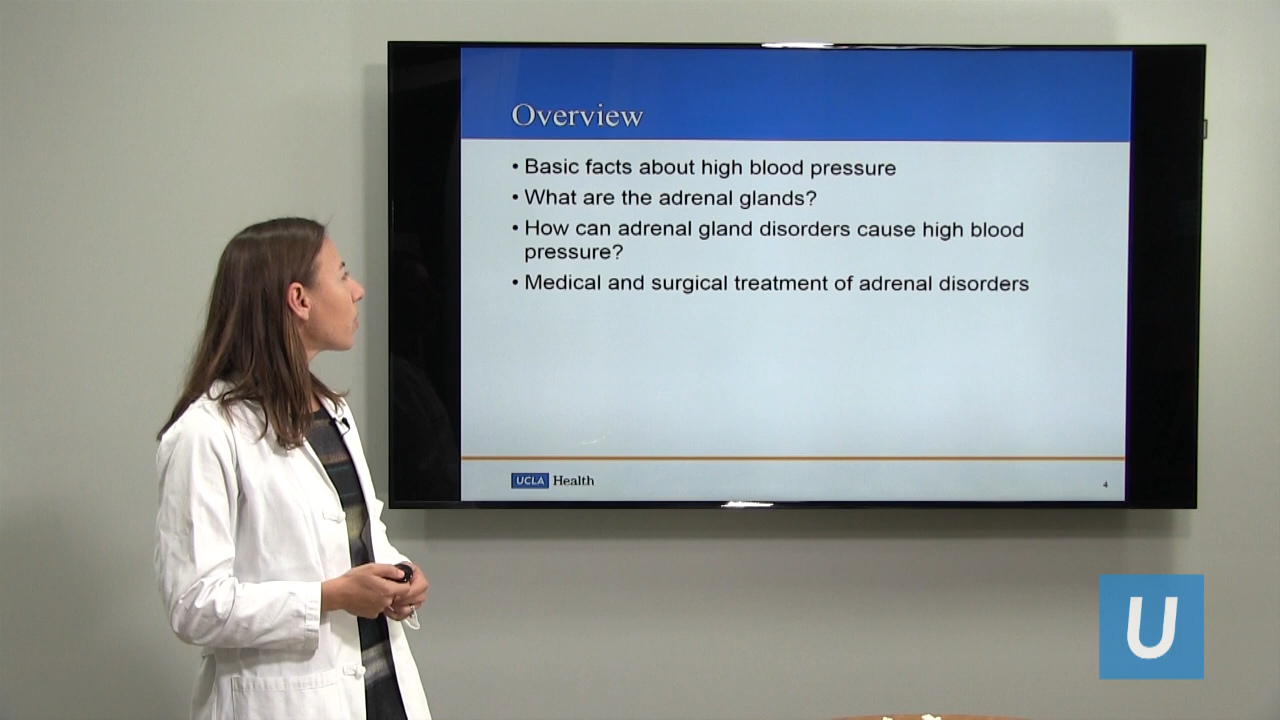 Overview
• Basic facts about high blood pressure
• What are the adrenal glands?
• How can adrenal gland disorders cause high blood
pressure?
• Medical and surgical treatment of adrenal disorders
UCLA Health
4
U